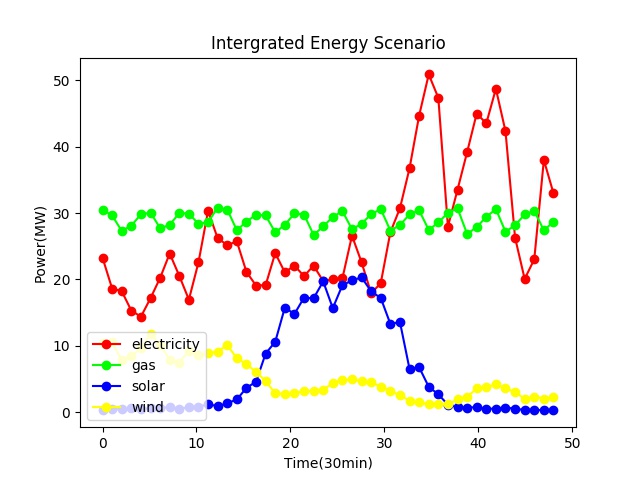 Intergrated Energy Scenario
Power(MW)
50
40
30
20
10
0
electricity
gas
solar
wind
0 10 20 30 40 50
Time(30min)